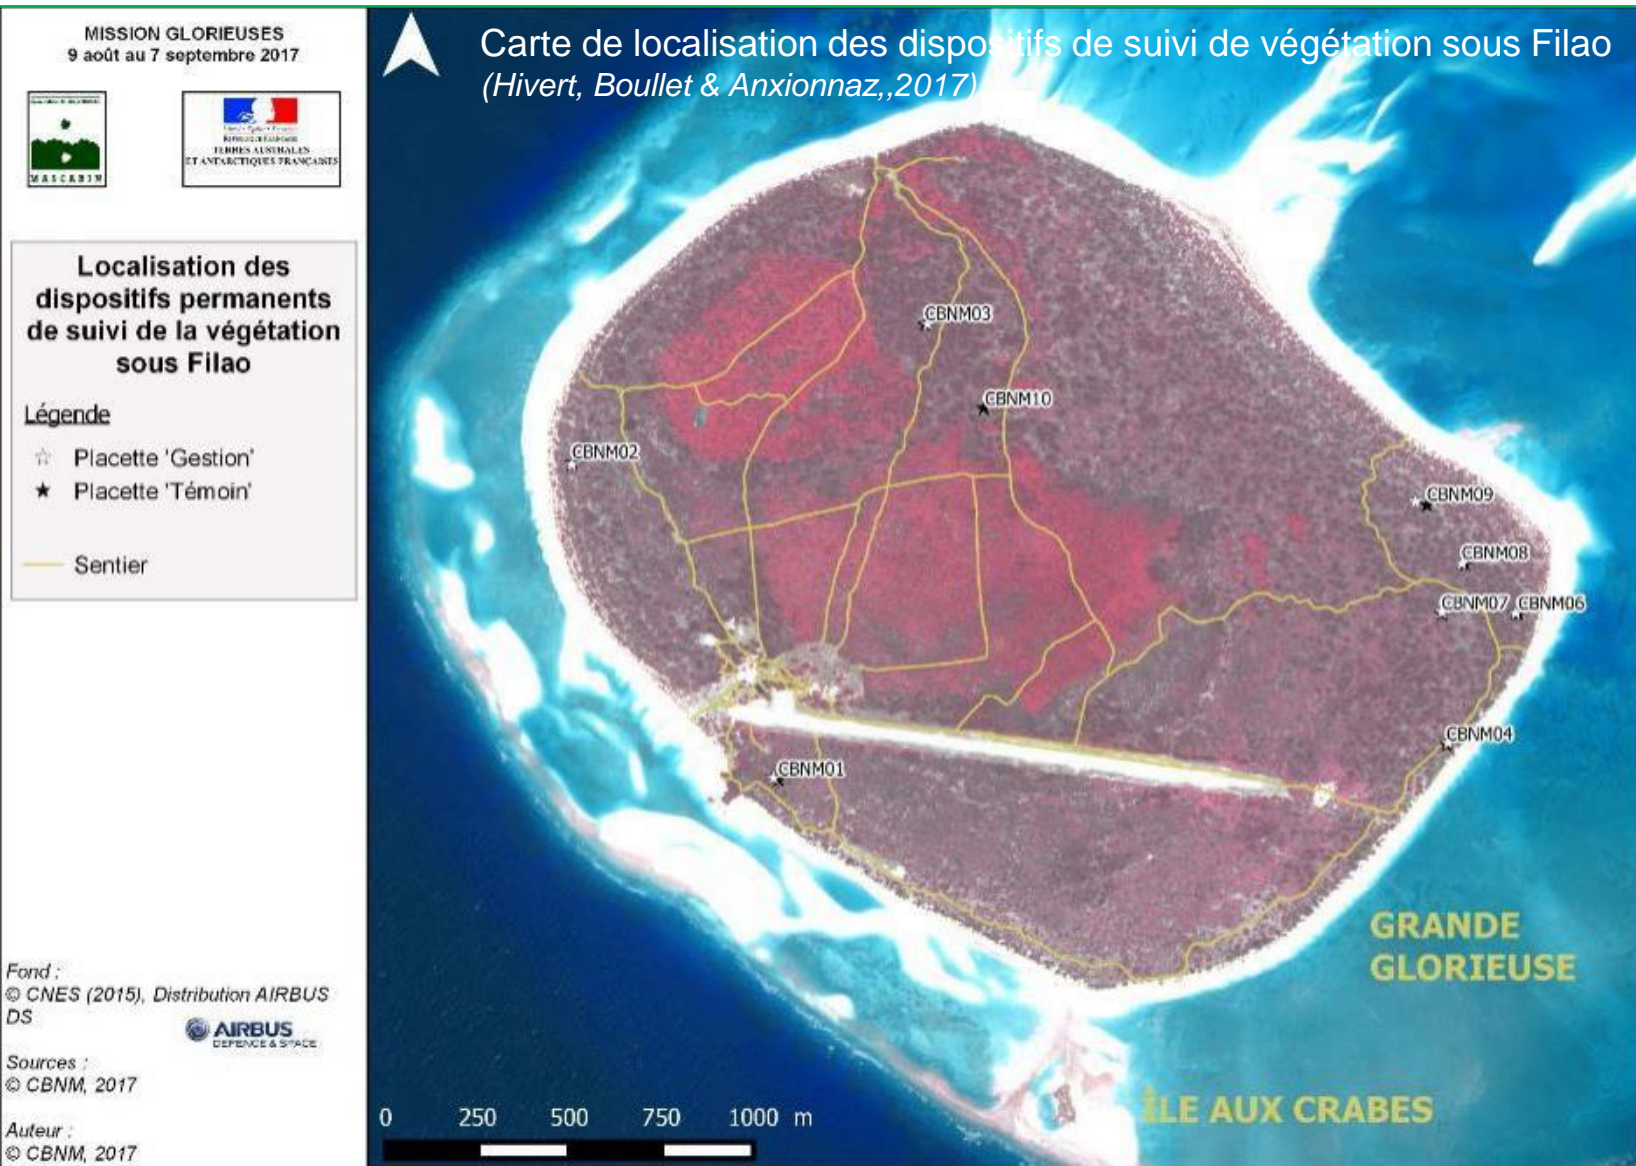 MISSION GLORIEUSES
9 août au 7 septembre 2017
MASCARIN
RÉPUBLIQUE FRANÇAISE
TERRES AUSTRALES
ET ANTARCTIQUES FRANÇAISES
Localisation des
dispositifs permanents
de suivi de la végétation
sous Filao
Légende
Placette 'Gestion'
Placette 'Témoin'
Sentier
Fond :
© CNES (2015), Distribution AIRBUS
DS
AIRBUS
DEFENCE & SPACE
Sources :
© CBNM, 2017
Auteur :
© CBNM, 2017
Carte de localisation des dispositifs de suivi de végétation sous Filao
(Hivert, Boullet & Anxionnaz,,2017)
CBNM03
CBNM10
CBNM02
CBNM09
CBNM08
CBNM07
CBNM06
CBNM04
CBNM01
GRANDE
GLORIEUSE
ÎLE AUX CRABES
0 250 500 750 1000 m